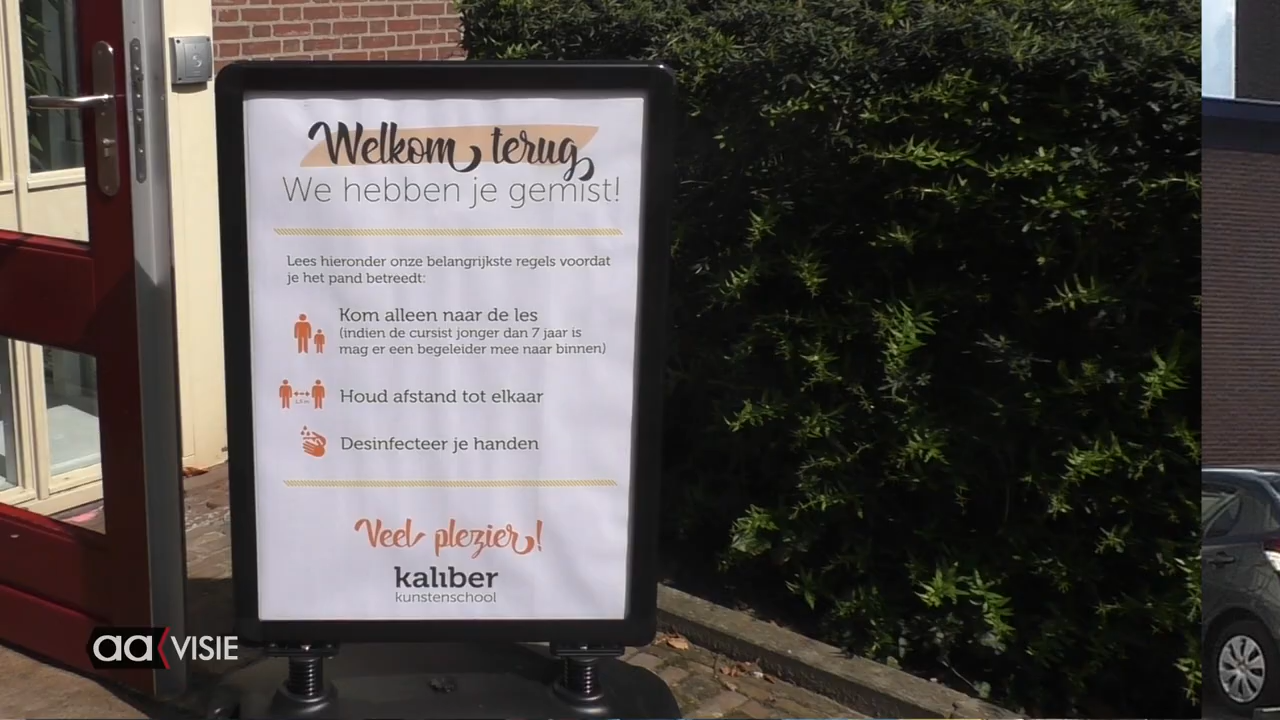 Welkom terug
We hebben je gemist!
Lees hieronder onze belangrijkste regels voordat
je het pand betreedt:
Kom alleen naar de les
(indien de cursist jonger dan 7 jaar is
mag er een begeleider mee naar binnen)
Houd afstand tot elkaar
Desinfecteer je handen
Veel plezier!
kaliber
kunstenschool
aa VISIE